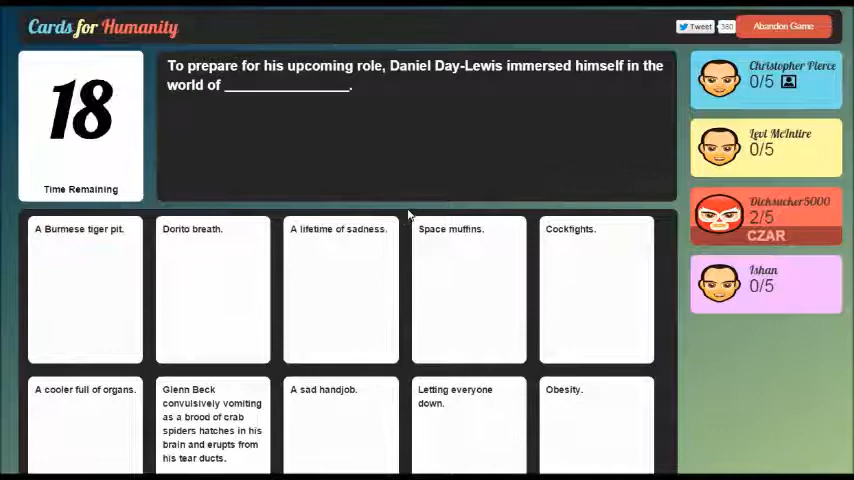 Cards for Humanity
Tweet 360
Abandon Game
18
Time Remaining
To prepare for his upcoming role, Daniel Day-Lewis immersed himself in the
world of ________________.
Christopher Pierce
0/5
Levi McIntire
0/5
Dicksucker5000
2/5
CZAR
Ishan
0/5
A Burmese tiger pit.
Dorito breath.
A lifetime of sadness.
Space muffins.
Cockfights.
A cooler full of organs.
Glenn Beck
convulsively vomiting
as a brood of crab
spiders hatches in his
brain and erupts from
his tear ducts.
A sad handjob.
Letting everyone
down.
Obesity.